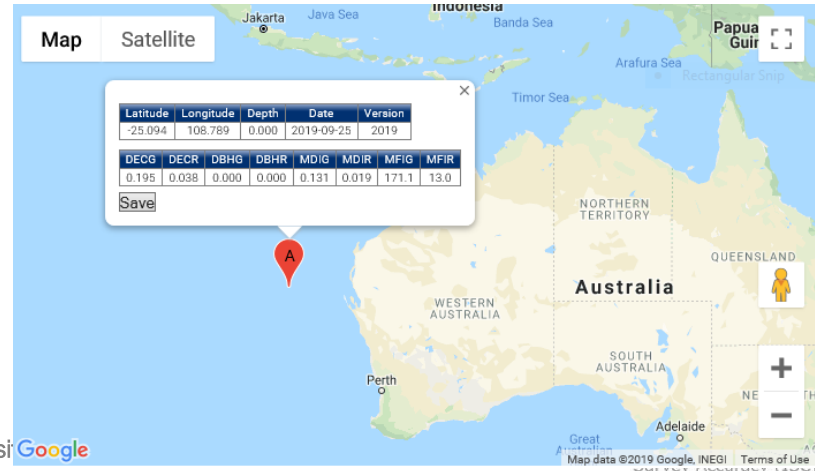 Indonesia
Jakarta
Java Sea
Banda Sea
Map Satellite
Papua
Arafura Sea
Rectangular Snip
Timor Sea
Latitude Longitude Depth Date Version
-25.094 108.789 0.000 2019-09-25 2019
DECG DECR DBHG DBHR MDIG MDIR MFIG MFIR
0.195 0.038 0.000 0.000 0.131 0.019 171.1 13.0
Save
A
NORTHERN
TERRITORY
QUEENSLAND
Australia
WESTERN
AUSTRALIA
SOUTH
AUSTRALIA
Perth
NE
Adelaide
Great
Google
Map data ©2019 Google, INEGI Terms of Use